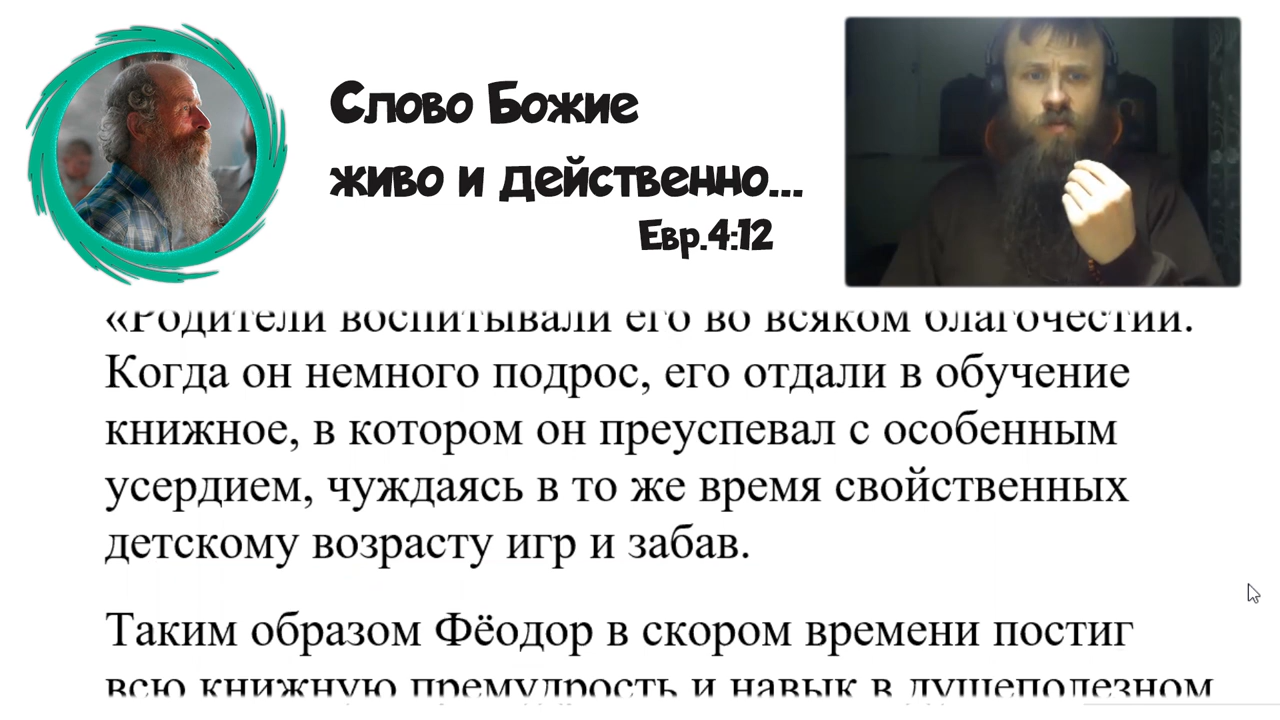 Слово Божие
живо и действенно...
Евр.4:12
«Родители воспитывали его во всяком благочестии.
Когда он немного подрос, его отдали в обучение
книжное, в котором он преуспевал с особенным
усердием, чуждаясь в то же время свойственных
детскому возрасту игр и забав.
Таким образом Фёодор в скором времени постиг
всю книжную премудрость и навык в душеполезном